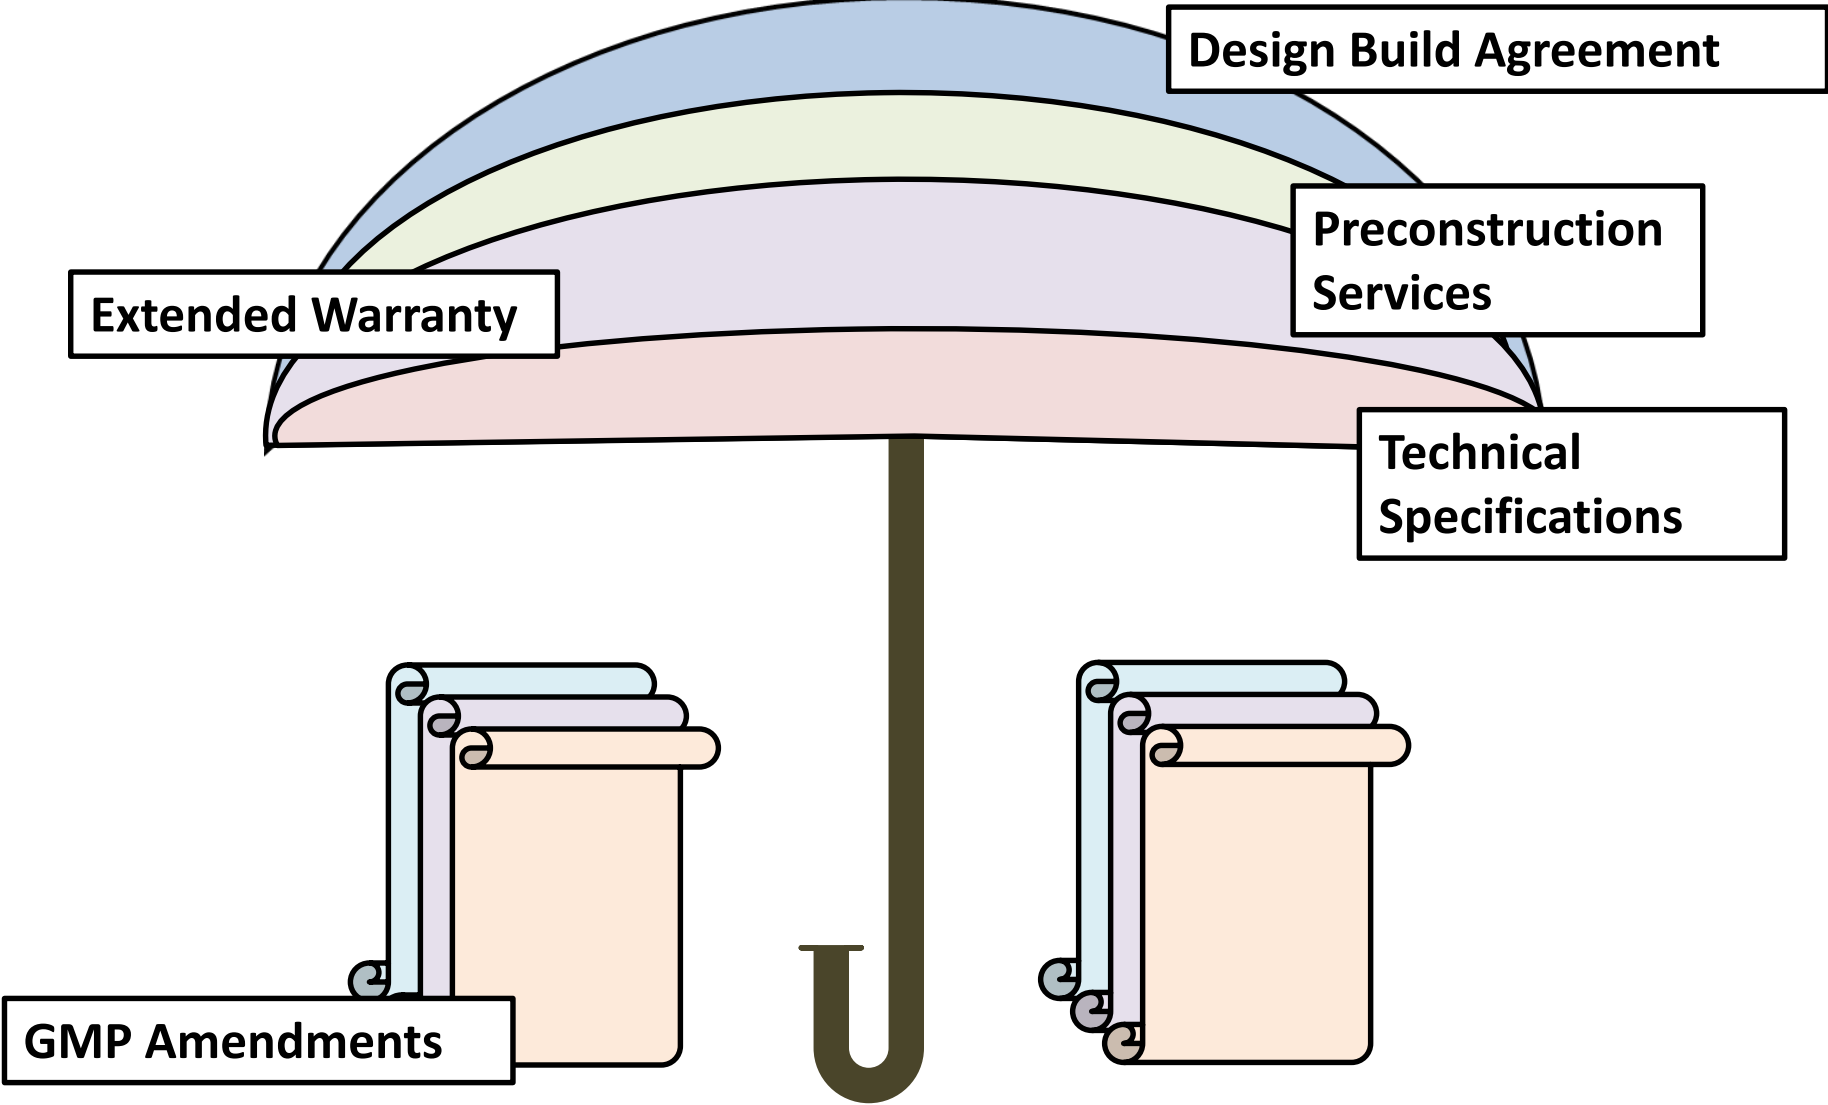 Design Build Agreement
Preconstruction
Services
Extended Warranty
Technical
Specifications
GMP Amendments